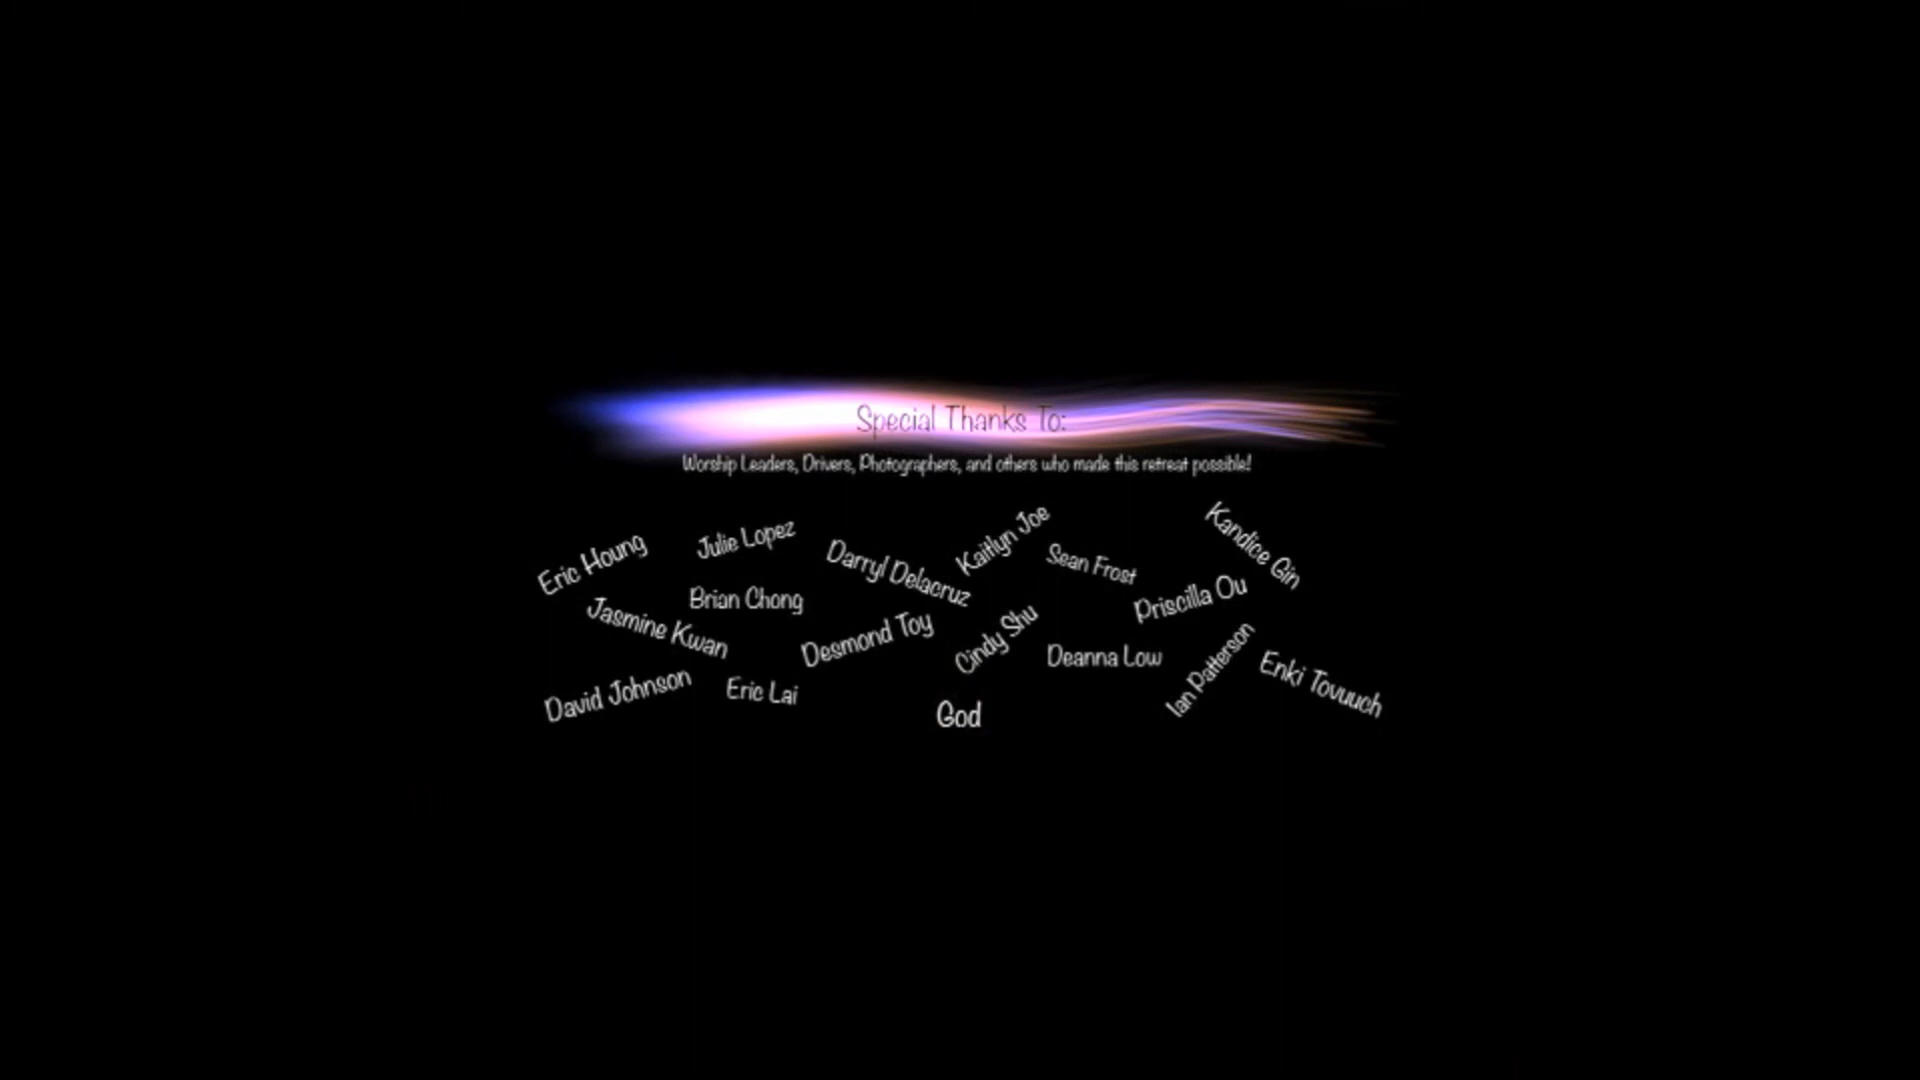 Special Thanks To:
Worship Leaders, Drivers, Photographers, and others who made this retreat possible!
Eric Houng
Julie Lopez
Darryl Delacruz
Kaitlyn Joe
Sean Frost
Kandice Gin
Jasmine Kwan
Brian Chong
Desmond Toy
Cindy Shu
Deanna Low
Priscilla Ou
Ian Patterson
Enki Tovuuch
David Johnson
Eric Lai
God